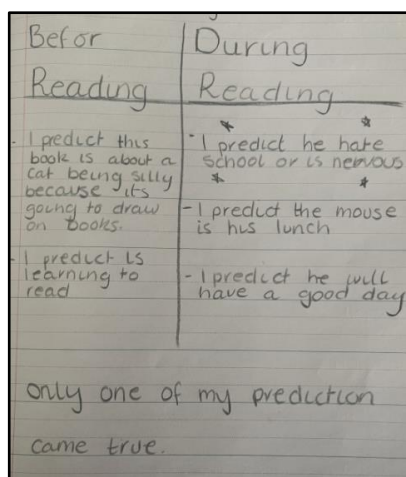 Befor
Reading
- I predict this
book is about a
cat being silly
because its
going to draw
on books.
- I predict is
learning to
read
During
Reading
- I predict he hate
school or is nervous
- I predict the mouse
is his lunch
- I predict he will
have a good day
only one of my prediction
came true.